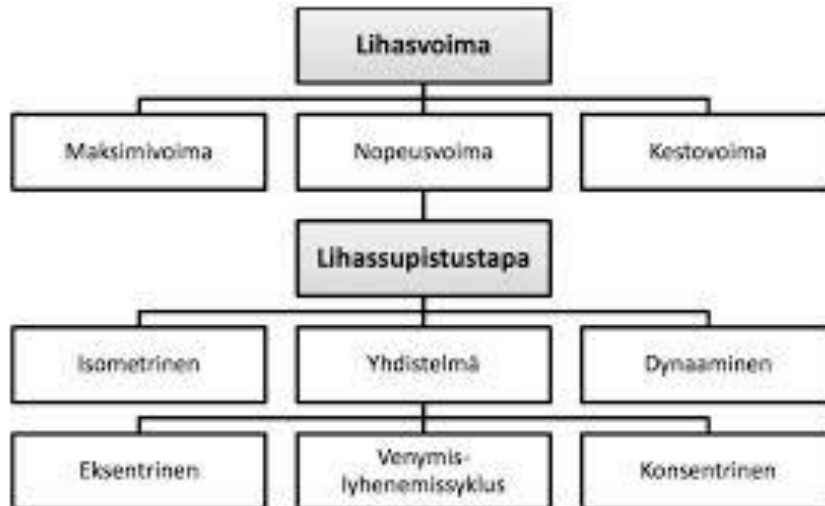 Lihasvoima
Maksimivoima
Nopeusvoima
Kestovoima
Lihassupistustapa
Isometrinen
Yhdistelmä
Dynaaminen
Eksentrinen
Venymis-
lyhenemissyklus
Konsentrinen